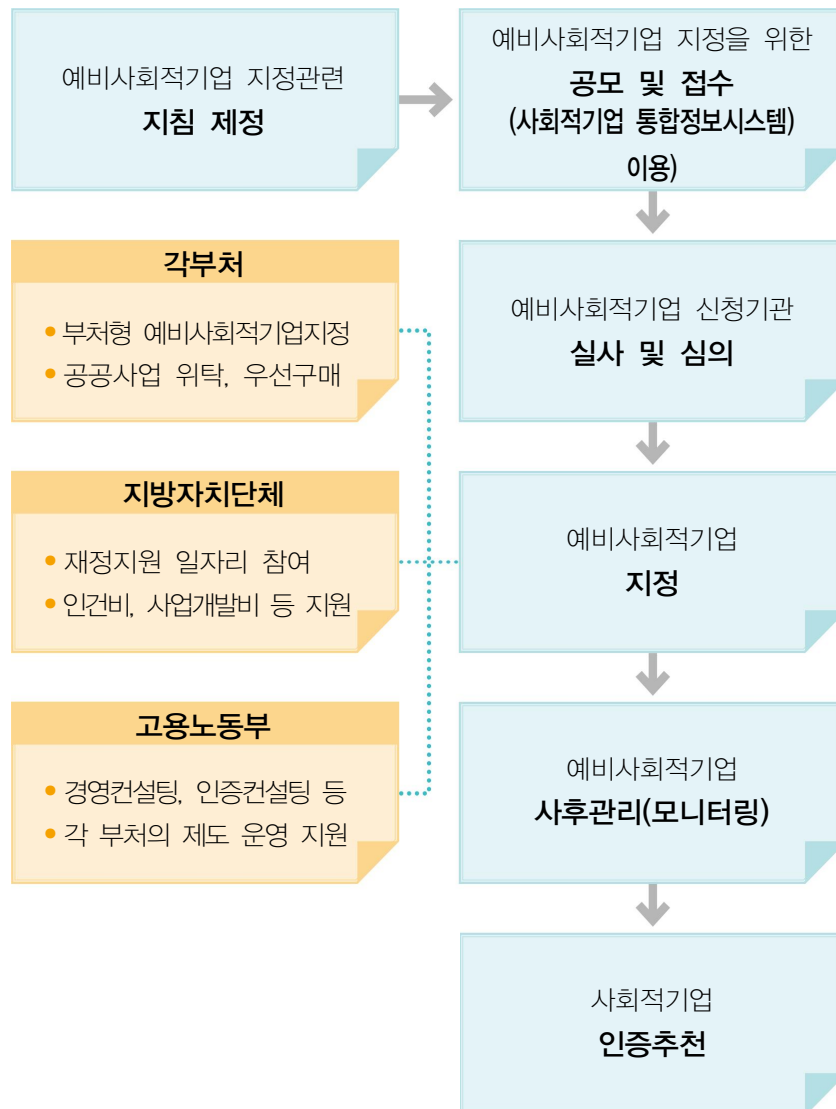 예비사회적기업 지정관련
지침 제정
예비사회적기업 지정을 위한
공모 및 접수
(사회적기업 통합정보시스템)
이용)
각부처
• 부처형 예비사회적기업지정
• 공공사업 위탁, 우선구매
예비사회적기업 신청기관
실사 및 심의
지방자치단체
• 재정지원 일자리 참여
• 인건비, 사업개발비 등 지원
예비사회적기업
지정
고용노동부
• 경영컨설팅, 인증컨설팅 등
• 각 부처의 제도 운영 지원
예비사회적기업
사후관리(모니터링)
사회적기업
인증추천